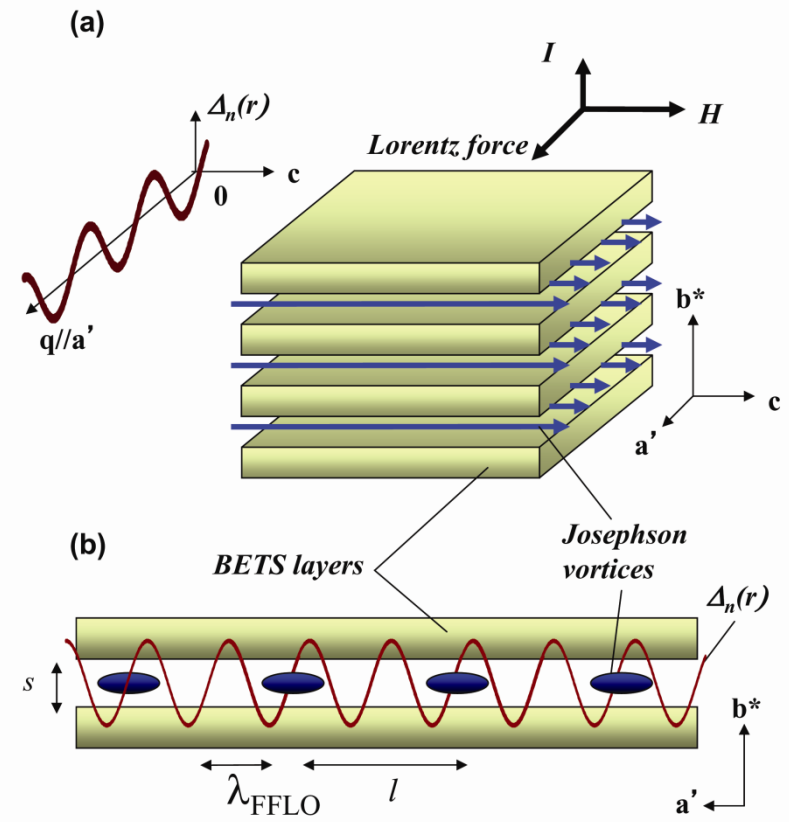 (a)
I
Δn(r)
H
Lorentz force
c
0
b*
q//a’
c
a’
(b)
BETS layers
Josephson
vortices
Δn(r)
s
b*
λFFLO
l
a’